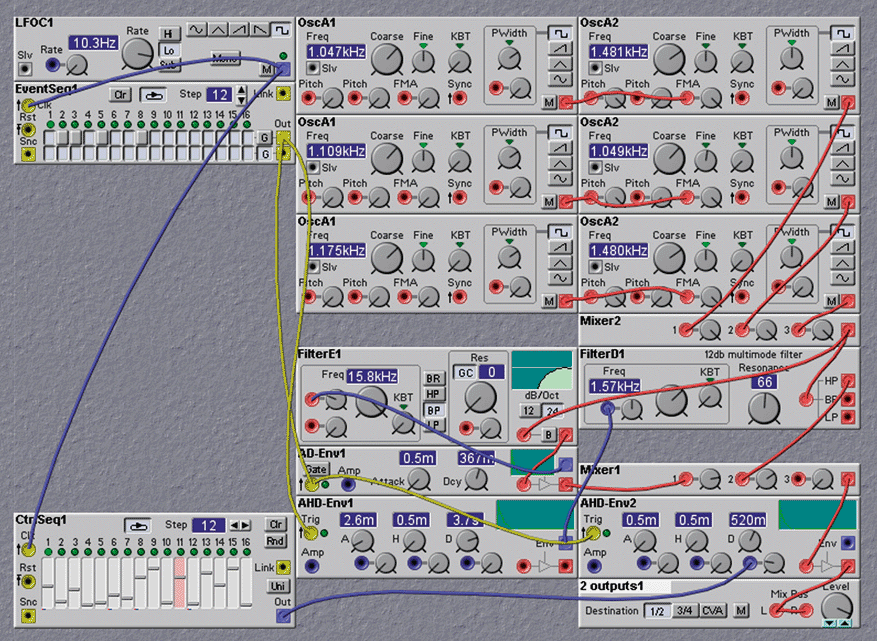 LFOC1
Rate
Hi
10.3Hz
Rate
Lo
Slv
Sub
Mono
M
EventSeq1
Clr
Step
12
Link
Clk
Rst
1 2 3 4 5 6 7 8 9 10 11 12 13 14 15 16
Out
Snc
G
G
OscA1
Freq
Coarse
Fine
KBT
PWidth
1.047kHz
Slv
Pitch
Pitch
FMA
Sync
M
OscA2
Freq
Coarse
Fine
KBT
PWidth
1.481kHz
Slv
Pitch
Pitch
FMA
Sync
M
OscA1
Freq
Coarse
Fine
KBT
PWidth
1.109kHz
Slv
Pitch
Pitch
FMA
Sync
M
OscA2
Freq
Coarse
Fine
KBT
PWidth
1.049kHz
Slv
Pitch
Pitch
FMA
Sync
M
OscA1
Freq
Coarse
Fine
KBT
PWidth
1.175kHz
Slv
Pitch
Pitch
FMA
Sync
M
OscA2
Freq
Coarse
Fine
KBT
PWidth
1.480kHz
Slv
Pitch
Pitch
FMA
Sync
M
Mixer2
1 2 3
FilterE1
Res
Freq
15.8kHz
BR
GC
0
HP
KBT
BP
dB/Oct
LP
12
24
B
FilterD1
12db multimode filter
Freq
Resonance
KBT
1.57kHz
66
HP
BP
LP
AD-Env1
0.5m
367m
Gate
Amp
Attack
Dcy
Mixer1
1 2 3
AHD-Env1
Trig
2.6m
0.5m
3.7s
A
H
D
Amp
Env
AHD-Env2
Trig
0.5m
0.5m
520m
A
H
D
Amp
Env
CtrlSeq1
Step
12
Clr
Clk
Rnd
1 2 3 4 5 6 7 8 9 10 11 12 13 14 15 16
Rst
Link
Uni
Snc
Out
2 outputs1
Mix Bus
Level
Destination
1/2
3/4
CVA
M
L
R